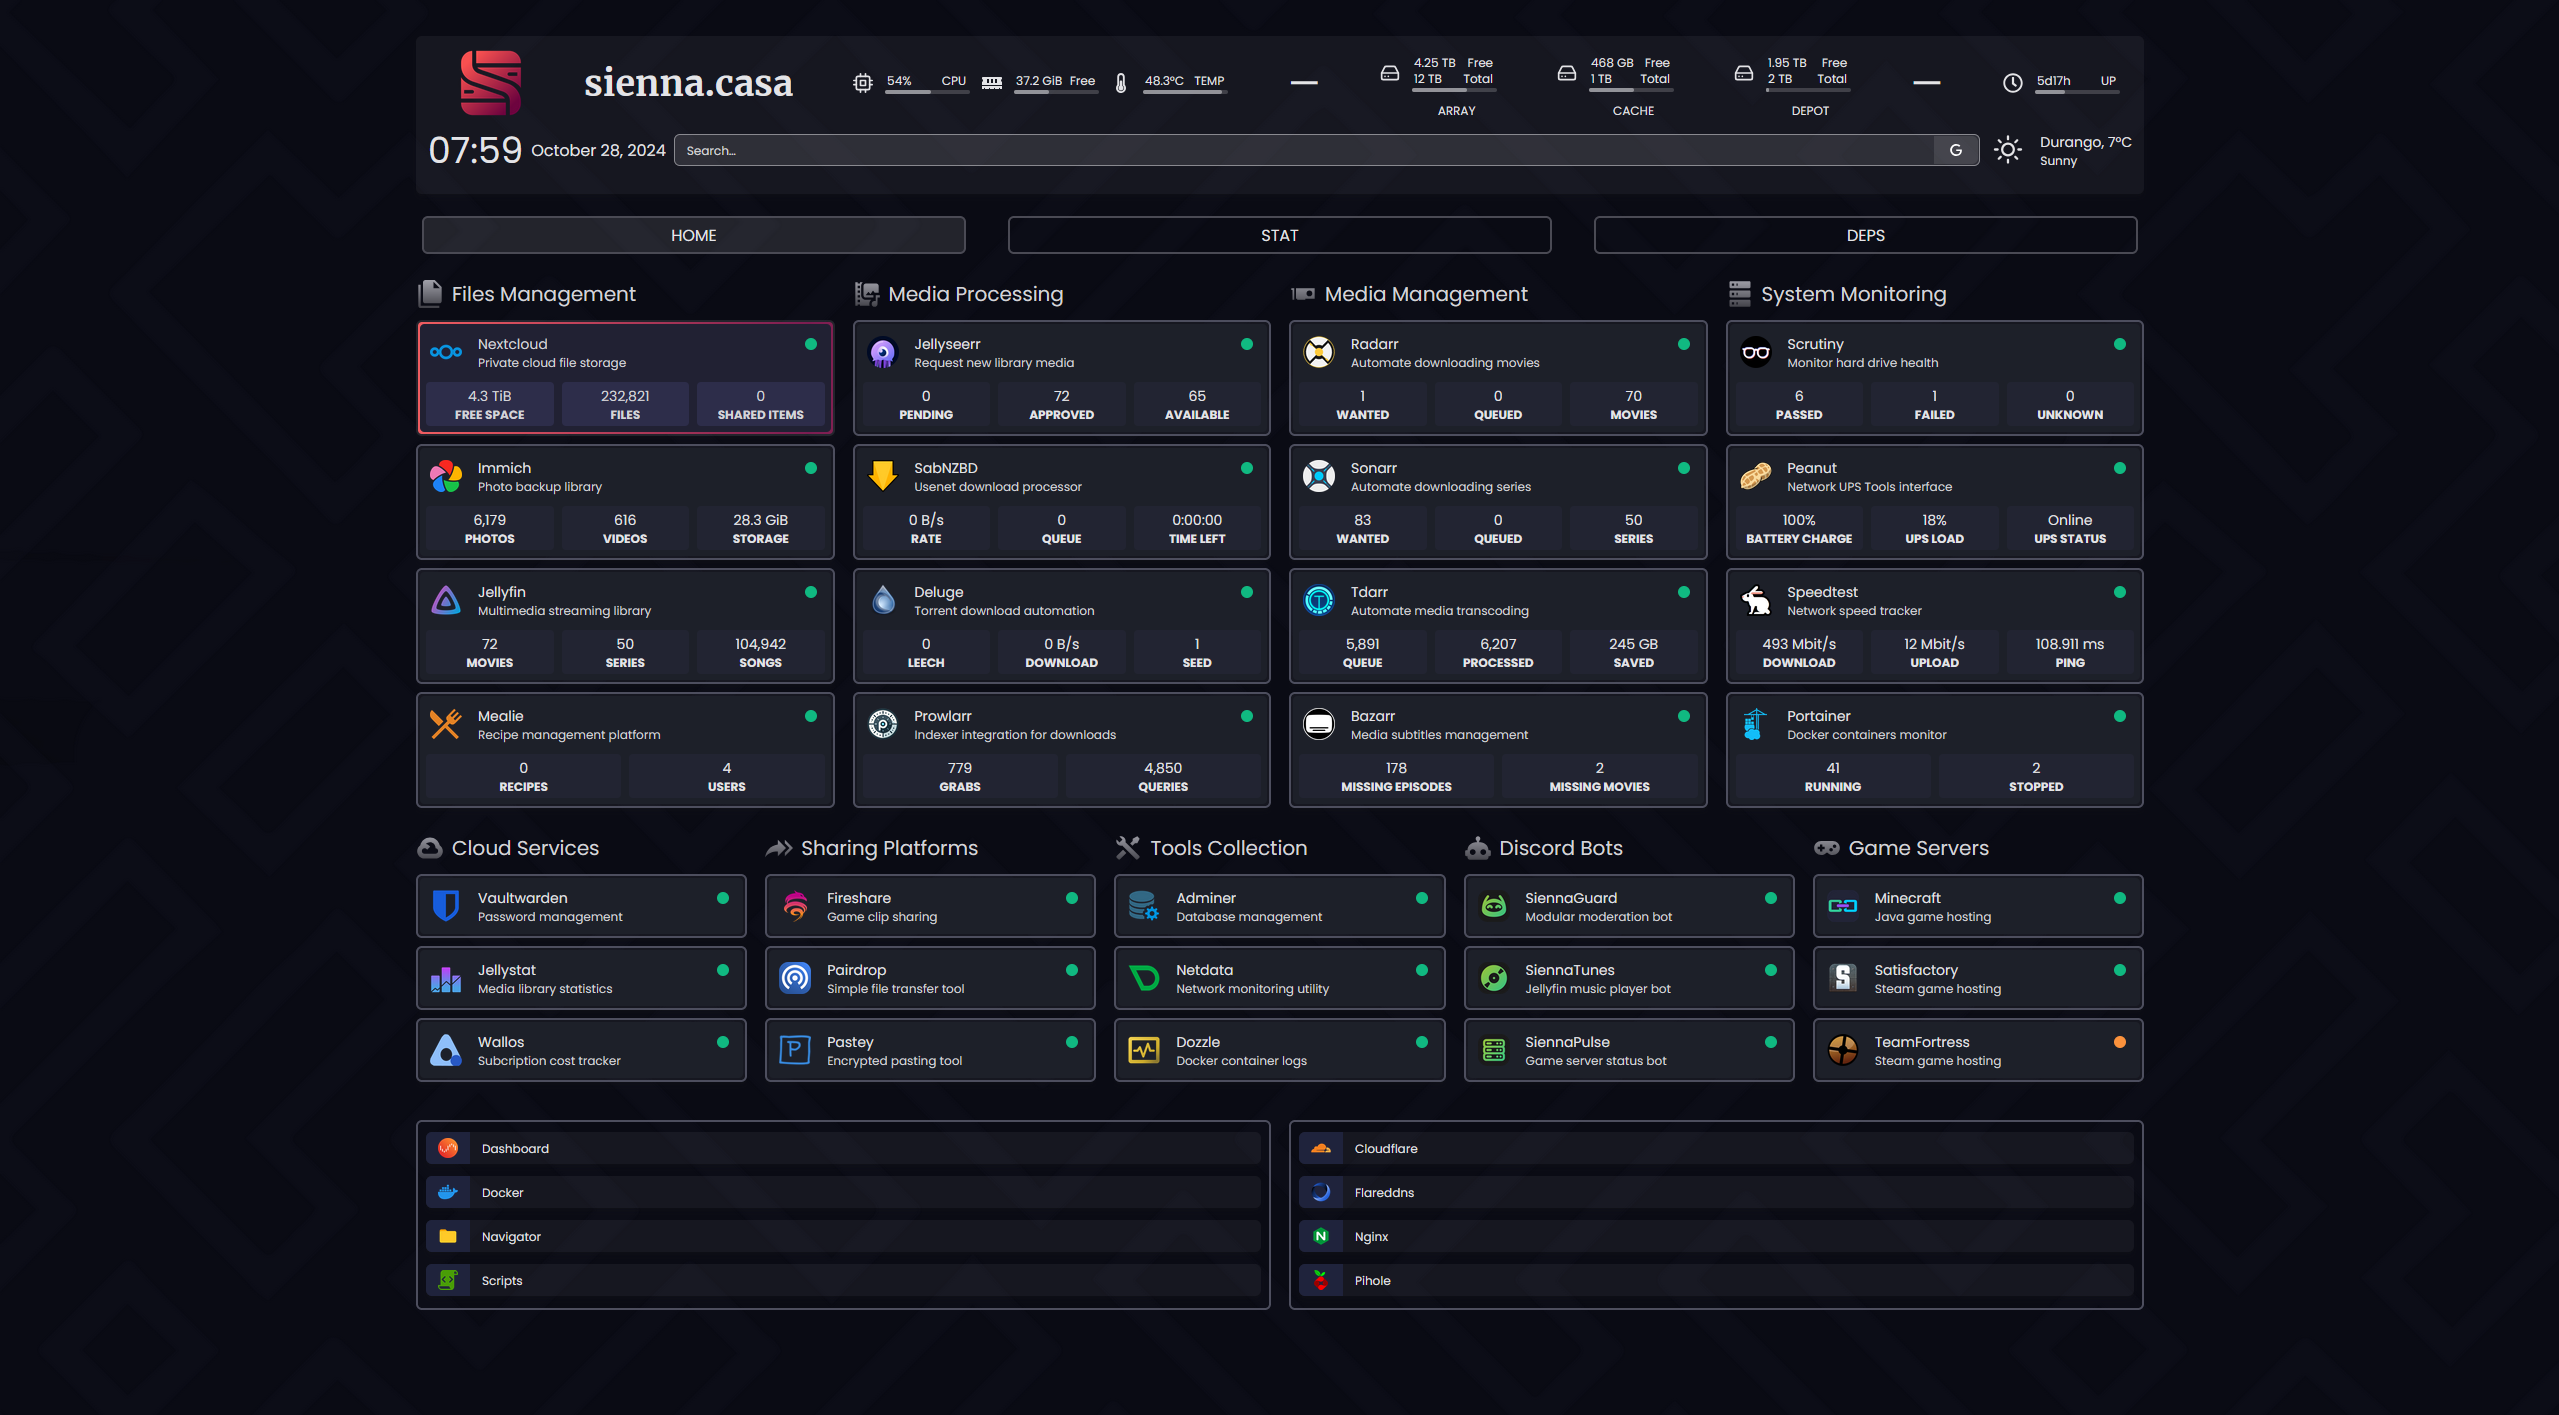 sienna.casa
54% CPU
37.2 GiB Free
48.3°C TEMP
4.25 TB Free
12 TB Total
ARRAY
468 GB Free
1 TB Total
CACHE
1.95 TB Free
2 TB Total
DEPOT
5d17h UP
07:59 October 28, 2024
Search...
G
Durango, 7°C
Sunny
HOME
STAT
DEPS
Files Management
Nextcloud
Private cloud file storage
4.3 TiB
FREE SPACE
232,821
FILES
0
SHARED ITEMS
Immich
Photo backup library
6,179
PHOTOS
616
VIDEOS
28.3 GiB
STORAGE
Jellyfin
Multimedia streaming library
72
MOVIES
50
SERIES
104,942
SONGS
Mealie
Recipe management platform
0
RECIPES
4
USERS
Media Processing
Jellyseerr
Request new library media
0
PENDING
72
APPROVED
65
AVAILABLE
SabNZBD
Usenet download processor
0 B/s
RATE
0
QUEUE
0:00:00
TIME LEFT
Deluge
Torrent download automation
0
LEECH
0 B/s
DOWNLOAD
1
SEED
Prowlarr
Indexer integration for downloads
779
GRABS
4,850
QUERIES
Media Management
Radarr
Automate downloading movies
1
WANTED
0
QUEUED
70
MOVIES
Sonarr
Automate downloading series
83
WANTED
0
QUEUED
50
SERIES
Tdarr
Automate media transcoding
5,891
QUEUE
6,207
PROCESSED
245 GB
SAVED
Bazarr
Media subtitles management
178
MISSING EPISODES
2
MISSING MOVIES
System Monitoring
Scrutiny
Monitor hard drive health
6
PASSED
1
FAILED
0
UNKNOWN
Peanut
Network UPS Tools interface
100%
BATTERY CHARGE
18%
UPS LOAD
Online
UPS STATUS
Speedtest
Network speed tracker
493 Mbit/s
DOWNLOAD
12 Mbit/s
UPLOAD
108.911 ms
PING
Portainer
Docker containers monitor
41
RUNNING
2
STOPPED
Cloud Services
Vaultwarden
Password management
Jellystat
Media library statistics
Wallos
Subcription cost tracker
Sharing Platforms
Fireshare
Game clip sharing
Pairdrop
Simple file transfer tool
Pastey
Encrypted pasting tool
Tools Collection
Adminer
Database management
Netdata
Network monitoring utility
Dozzle
Docker container logs
Discord Bots
SiennaGuard
Modular moderation bot
SiennaTunes
Jellyfin music player bot
SiennaPulse
Game server status bot
Game Servers
Minecraft
Java game hosting
Satisfactory
Steam game hosting
TeamFortress
Steam game hosting
Dashboard
Docker
Navigator
Scripts
Cloudflare
Flareddns
Nginx
Pihole